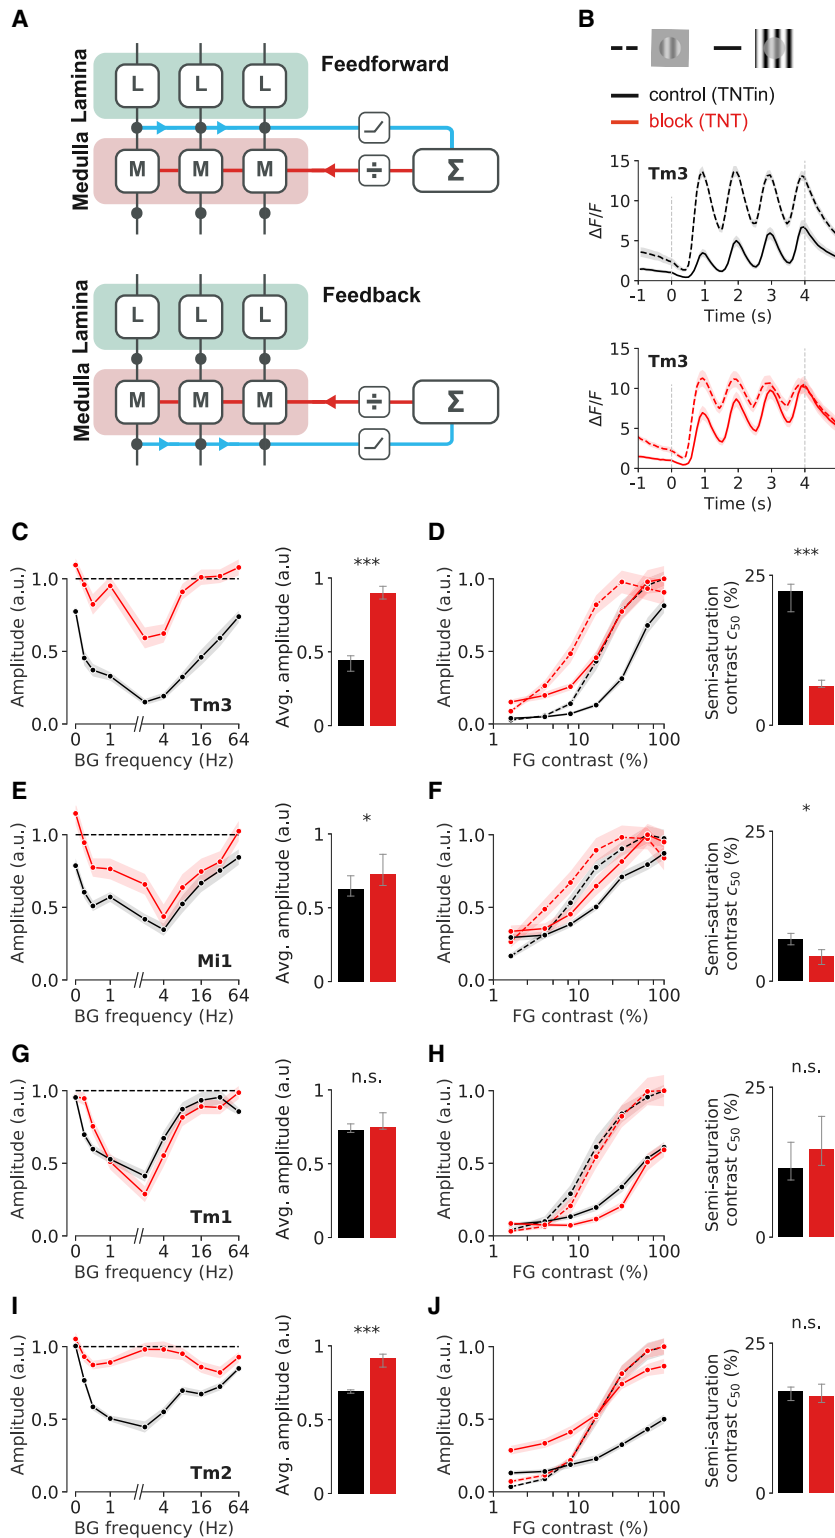 A
Feedforward
Lamina
Medulla
L L L
M M M
÷
Σ
Feedback
Lamina
Medulla
L L L
M M M
÷
Σ
B
control (TNTin)
block (TNT)
Tm3
ΔF/F
15
10
5
0
-1 0 1 2 3 4
Time (s)
Tm3
ΔF/F
15
10
5
0
-1 0 1 2 3 4
Time (s)
C
Amplitude (a.u.)
1.0
0.5
0.0
0 1 4 16 64
BG frequency (Hz)
Tm3
Avg. amplitude (a.u)
1
0.5
0
***
D
Amplitude (a.u.)
1.0
0.5
0.0
1 10 100
FG contrast (%)
Semi-saturation
contrast c50 (%)
25
0
***
E
Amplitude (a.u.)
1.0
0.5
0.0
0 1 4 16 64
BG frequency (Hz)
Mi1
Avg. amplitude (a.u)
1
0.5
0
*
F
Amplitude (a.u.)
1.0
0.5
0.0
1 10 100
FG contrast (%)
Semi-saturation
contrast c50 (%)
25
0
*
G
Amplitude (a.u.)
1.0
0.5
0.0
0 1 4 16 64
BG frequency (Hz)
Tm1
Avg. amplitude (a.u)
1
0.5
0
n.s.
H
Amplitude (a.u.)
1.0
0.5
0.0
1 10 100
FG contrast (%)
Semi-saturation
contrast c50 (%)
25
0
n.s.
I
Amplitude (a.u.)
1.0
0.5
0.0
0 1 4 16 64
BG frequency (Hz)
Tm2
Avg. amplitude (a.u)
1
0.5
0
***
J
Amplitude (a.u.)
1.0
0.5
0.0
1 10 100
FG contrast (%)
Semi-saturation
contrast c50 (%)
25
0
n.s.